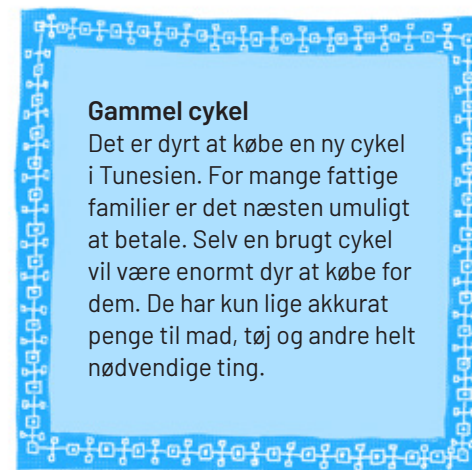 Gammel cykel
Det er dyrt at købe en ny cykel
i Tunesien. For mange fattige
familier er det næsten umuligt
at betale. Selv en brugt cykel
vil være enormt dyr at købe for
dem. De har kun lige akkurat
penge til mad, tøj og andre helt
nødvendige ting.